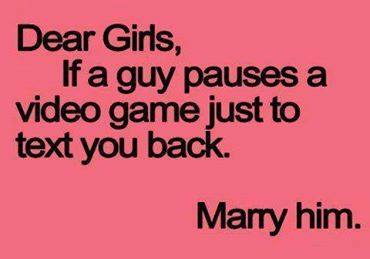 Dear Girls,
If a guy pauses a
video game just to
text you back.
Marry him.